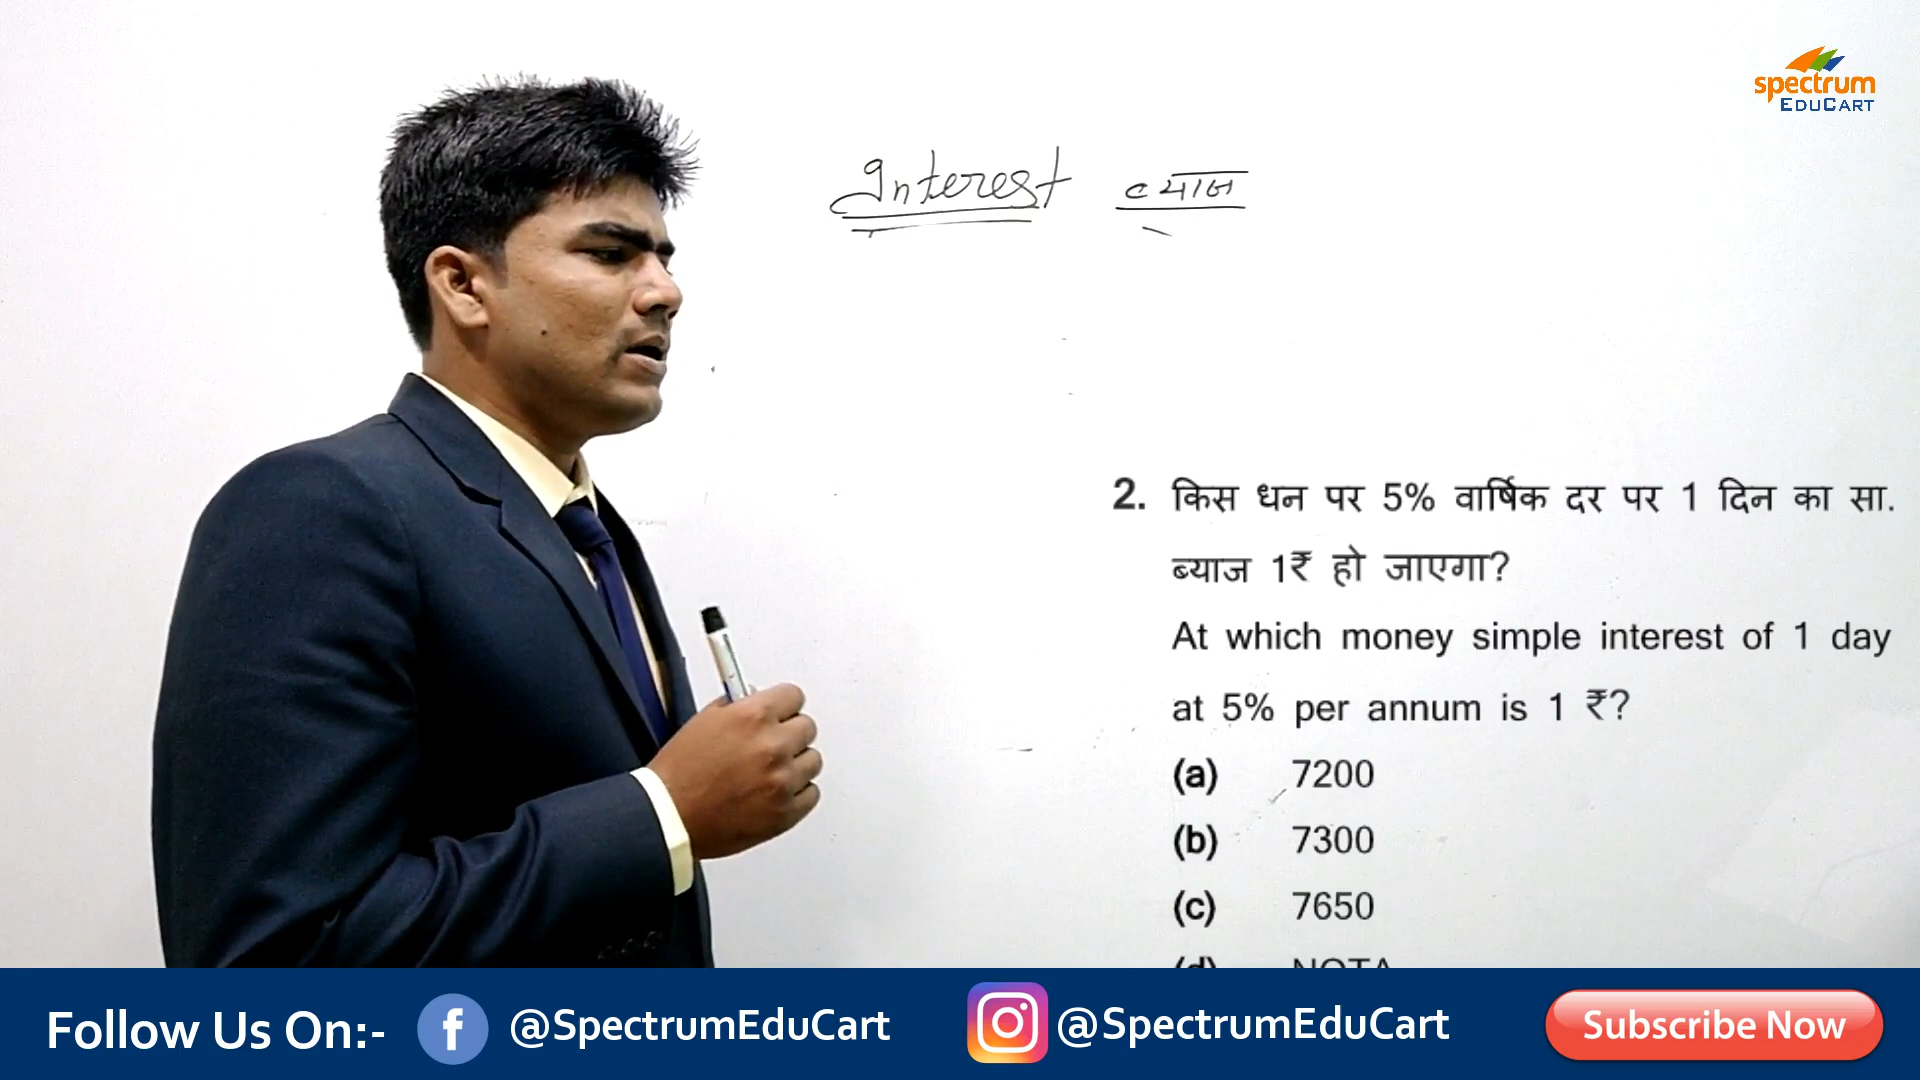 spectrum
EDUCART
Interest ब्याज
2. किस धन पर 5% वार्षिक दर पर 1 दिन का सा.
ब्याज 1₹ हो जाएगा?
At which money simple interest of 1 day
at 5% per annum is 1 ₹?
(a) 7200
(b) 7300
(c) 7650
(d) NOTA
Follow Us On:- @SpectrumEduCart @SpectrumEduCart Subscribe Now